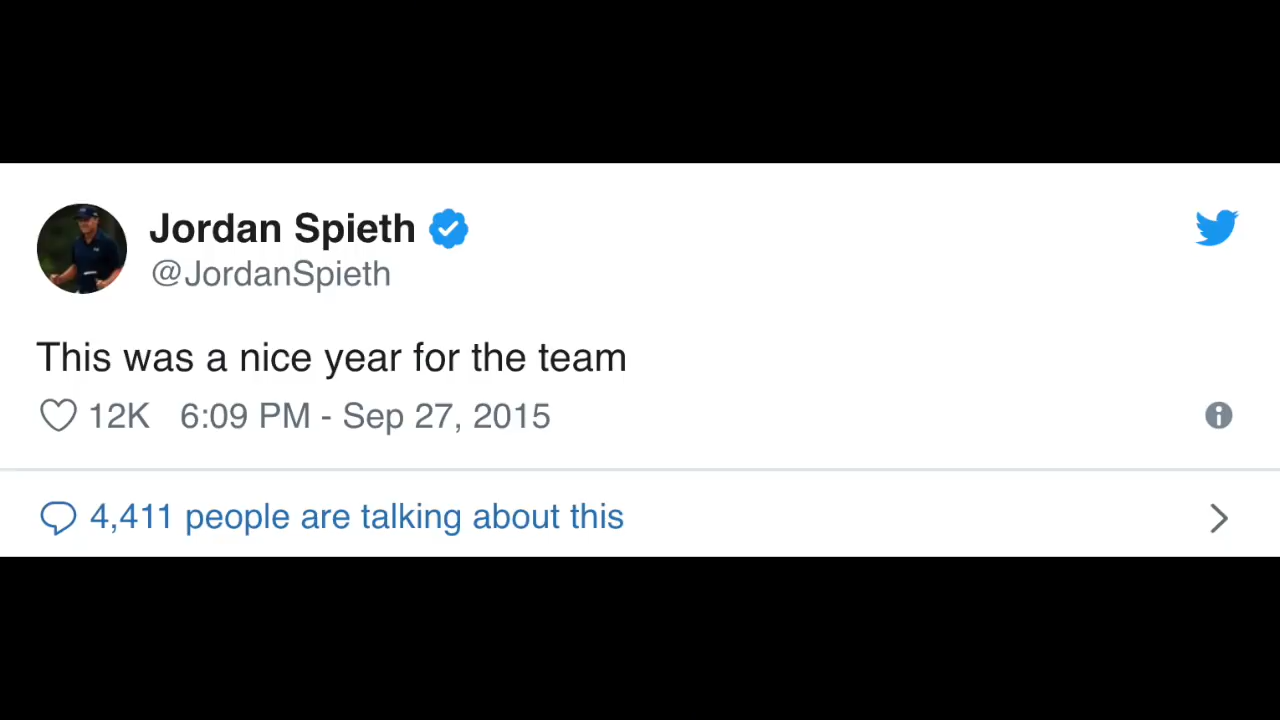 Jordan Spieth
@JordanSpieth
This was a nice year for the team
12K 6:09 PM - Sep 27, 2015
4,411 people are talking about this